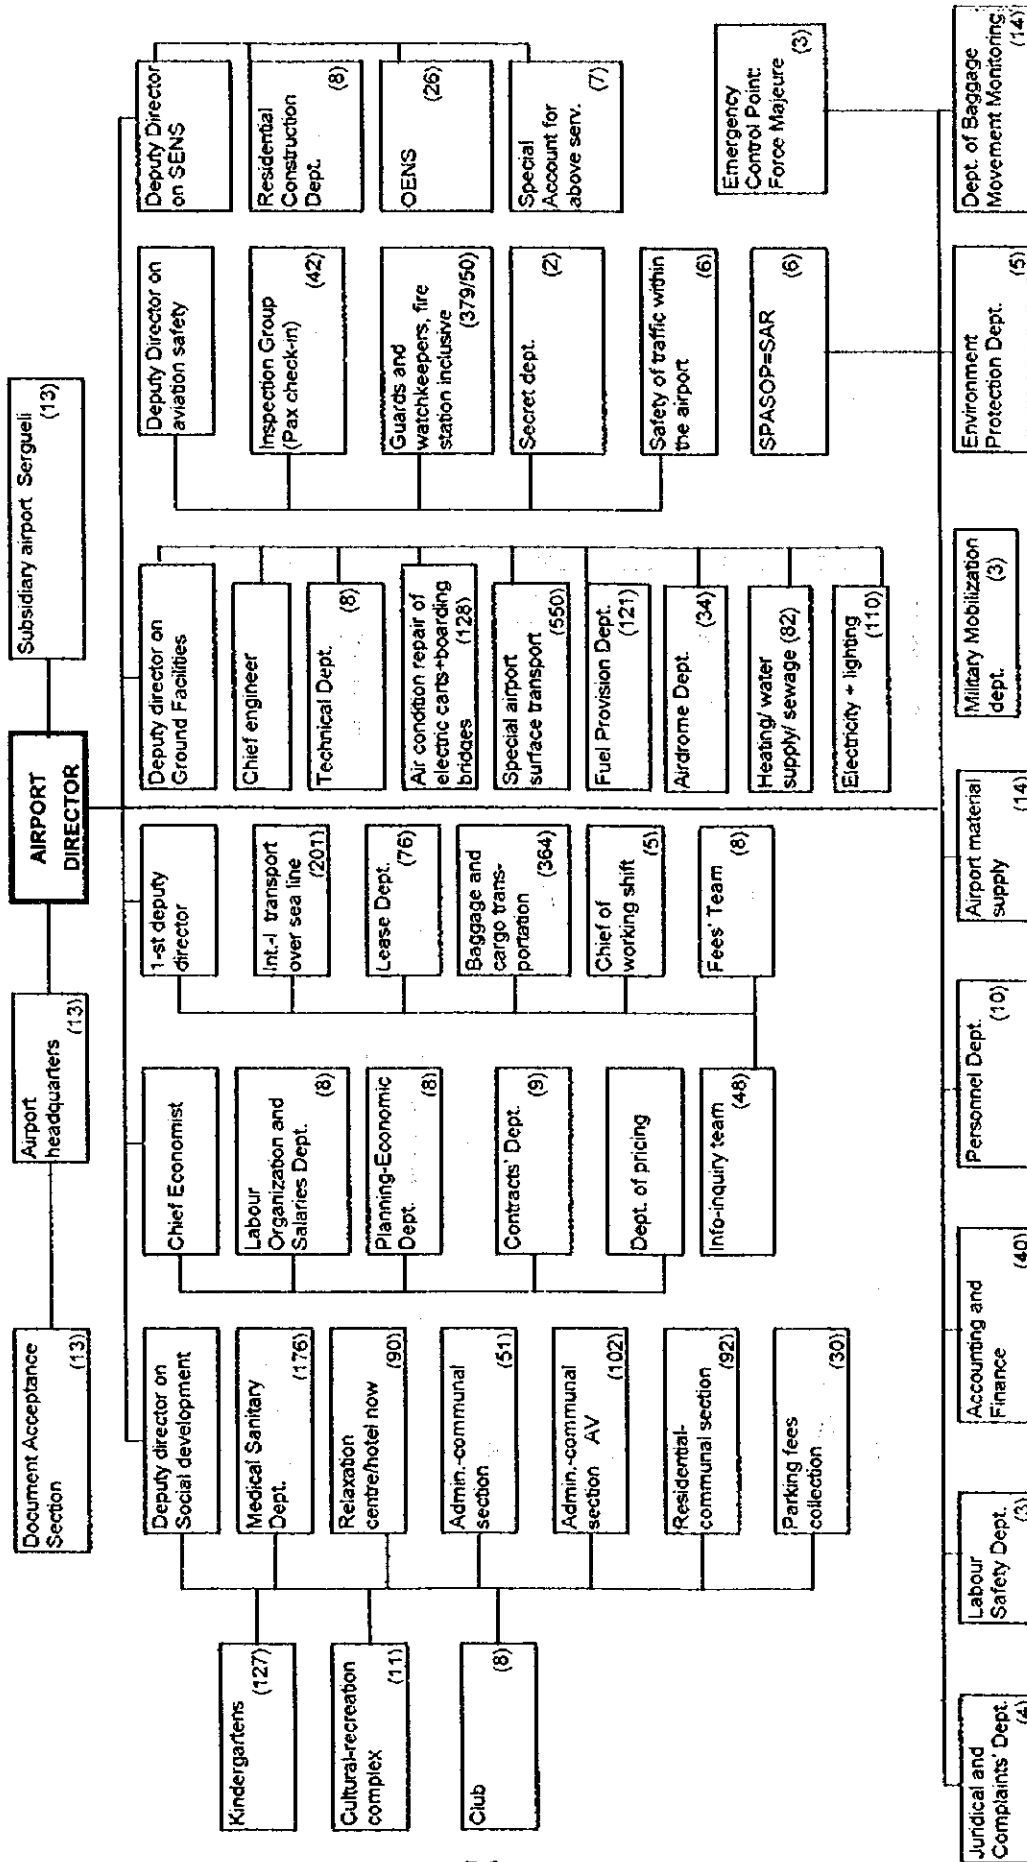 Document Acceptance
Section
(13)
Airport
headquarters
(13)
AIRPORT
DIRECTOR
Subsidiary airport Sergueli
(13)
Kindergartens
(127)
Cultural-recreation
complex
(11)
Club
(8)
Deputy director on
Social development
Medical Sanitary
Dept.
(176)
Relaxation
centre/hotel now
(90)
Admin.-communal
section
(51)
Admin.-communal
section AV
(102)
Residential-
communal section
(92)
Parking fees
collection
(30)
Chief Economist
Labour
Organization and
Salaries Dept.
(8)
Planning-Economic
Dept.
(8)
Contracts' Dept.
(9)
Dept. of pricing
Info-inquiry team
(48)
1-st deputy
director
Int.-l transport
over sea line
(201)
Lease Dept.
(76)
Baggage and
cargo trans-
portation
(364)
Chief of
working shift
(5)
Fees' Team
(8)
Deputy director on
Ground Facilities
Chief engineer
Technical Dept.
(8)
Air condition repair of
electric carts+boarding
bridges (128)
Special airport
surface transport
(550)
Fuel Provision Dept.
(121)
Airdrome Dept.
(34)
Heating/ water
supply/ sewage (82)
Electricity + lighting
(110)
Deputy Director on
aviation safety
Inspection Group
(Pax check-in)
(42)
Guards and
watchkeepers, fire
station inclusive
(379/50)
Secret dept.
(2)
Safety of traffic within
the airport
(6)
SPASOP=SAR
(6)
Deputy Director
on SENS
Residential
Construction
Dept.
(8)
OENS
(26)
Special
Account for
above serv.
(7)
Emergency
Control Point:
Force Majeure
(3)
Juridical and
Complaints' Dept.
(4)
Labour
Safety Dept.
(3)
Accounting and
Finance
(40)
Personnel Dept.
(10)
Airport material
supply
(14)
Military Mobilization
dept. (3)
Environment
Protection Dept.
(5)
Dept. of Baggage
Movement Monitoring
(14)